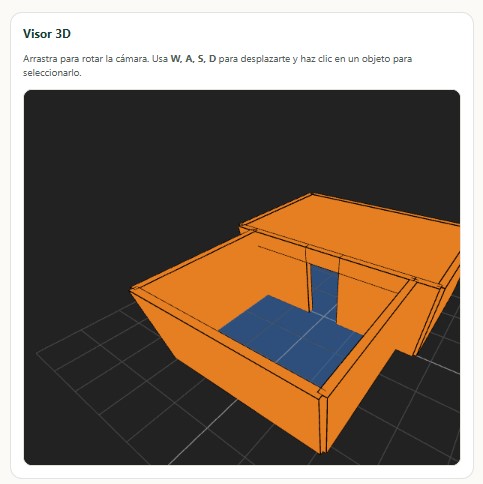 Visor 3D
Arrastra para rotar la cámara. Usa W, A, S, D para desplazarte y haz clic en un objeto para
seleccionarlo.